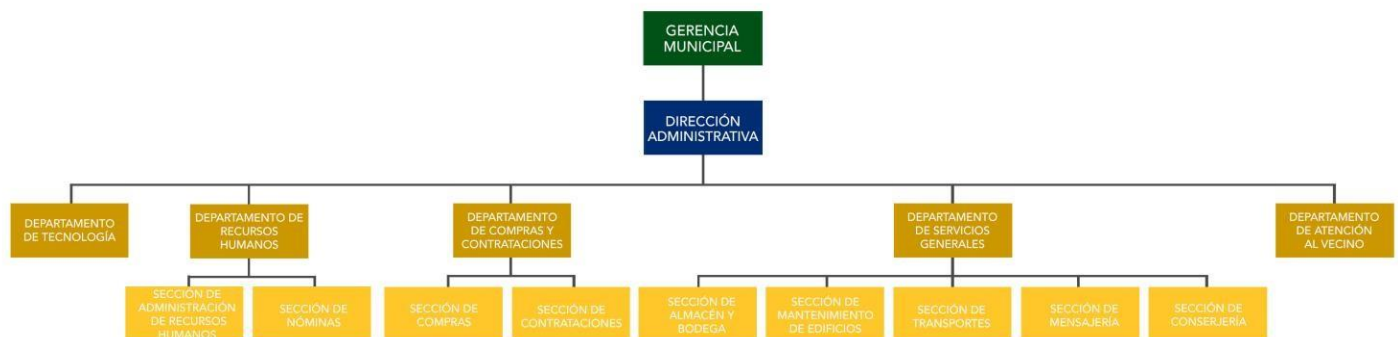 GERENCIA
MUNICIPAL
DIRECCIÓN
ADMINISTRATIVA
DEPARTAMENTO
DE TECNOLOGÍA
DEPARTAMENTO DE
RECURSOS
HUMANOS
DEPARTAMENTO
DE COMPRAS Y
CONTRATACIONES
DEPARTAMENTO
DE SERVICIOS
GENERALES
DEPARTAMENTO
DE ATENCIÓN
AL VECINO
SECCIÓN DE
ADMINISTRACIÓN
DE RECURSOS
HUMANOS
SECCIÓN DE
NÓMINAS
SECCIÓN DE
COMPRAS
SECCIÓN DE
CONTRATACIONES
SECCIÓN DE
ALMACÉN Y
BODEGA
SECCIÓN DE
MANTENIMIENTO
DE EDIFICIOS
SECCIÓN DE
TRANSPORTES
SECCIÓN DE
MENSAJERÍA
SECCIÓN DE
CONSERJERÍA